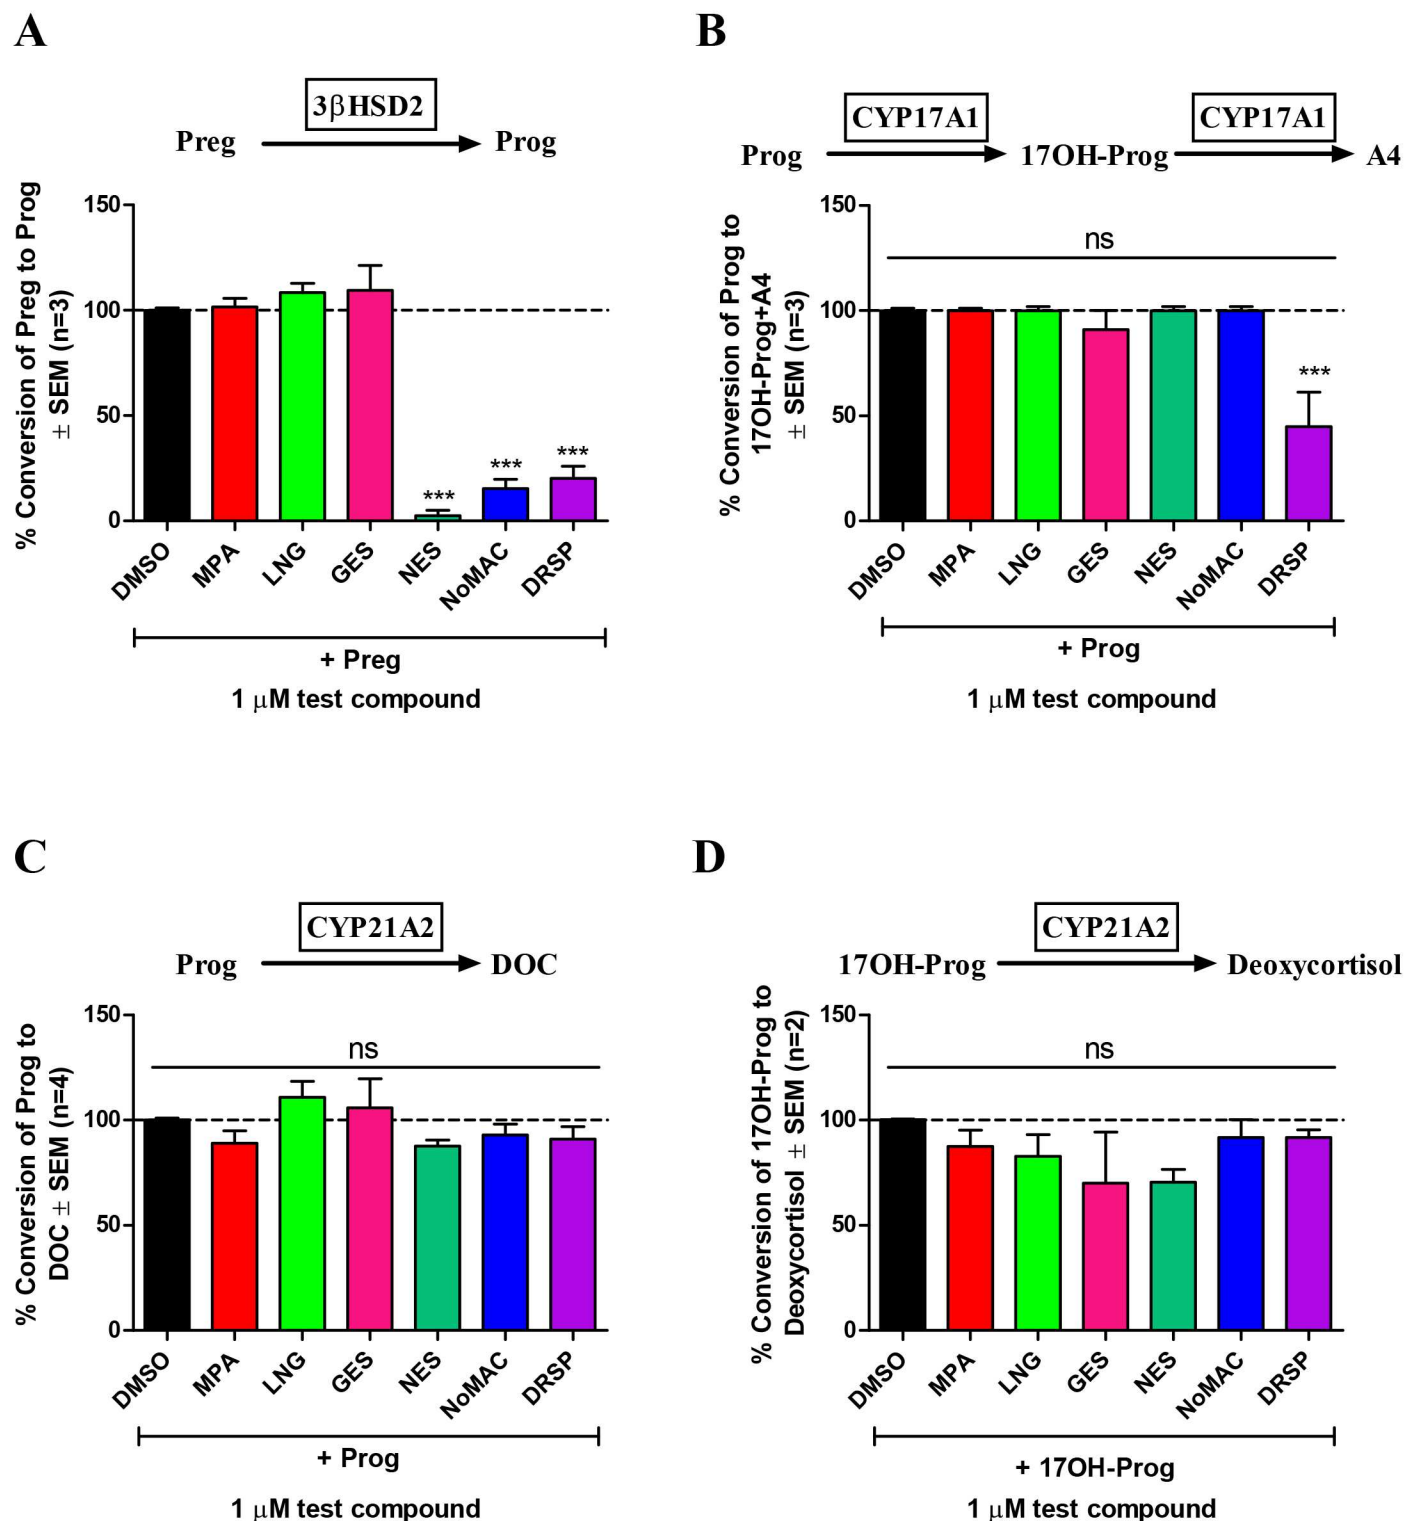 A
3βHSD2
Preg
Prog
% Conversion of Preg to Prog
± SEM (n=3)
150
100
50
0
***
***
***
DMSO
MPA
LNG
GES
NES
NoMAC
DRSP
+ Preg
1 μM test compound
B
CYP17A1
CYP17A1
Prog
17OH-Prog
A4
% Conversion of Prog to
17OH-Prog+A4
± SEM (n=3)
150
100
50
0
ns
***
DMSO
MPA
LNG
GES
NES
NoMAC
DRSP
+ Prog
1 μM test compound
C
CYP21A2
Prog
DOC
% Conversion of Prog to
DOC ± SEM (n=4)
150
100
50
0
ns
DMSO
MPA
LNG
GES
NES
NoMAC
DRSP
+ Prog
1 μM test compound
D
CYP21A2
17OH-Prog
Deoxycortisol
% Conversion of 17OH-Prog to
Deoxycortisol ± SEM (n=2)
150
100
50
0
ns
DMSO
MPA
LNG
GES
NES
NoMAC
DRSP
+ 17OH-Prog
1 μM test compound